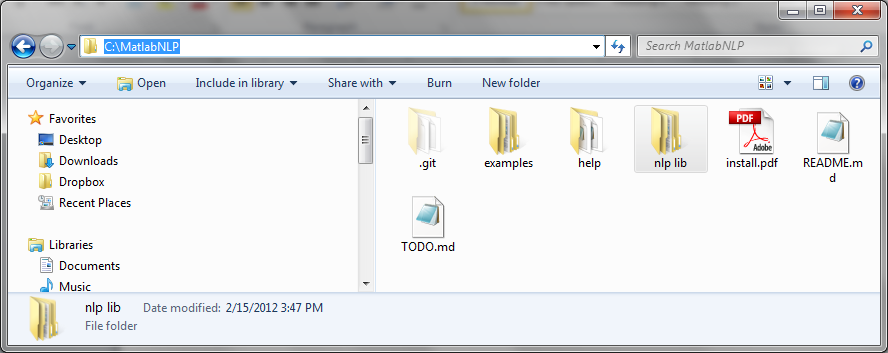 C:\MatlabNLP
Search MatlabNLP
Organize
Open
Include in library
Share with
Burn
New folder
Favorites
Desktop
Downloads
Dropbox
Recent Places
Libraries
Documents
Music
.git
examples
help
nlp lib
PDF
Adobe
install.pdf
README.m
d
TODO.md
nlp lib Date modified: 2/15/2012 3:47 PM
File folder